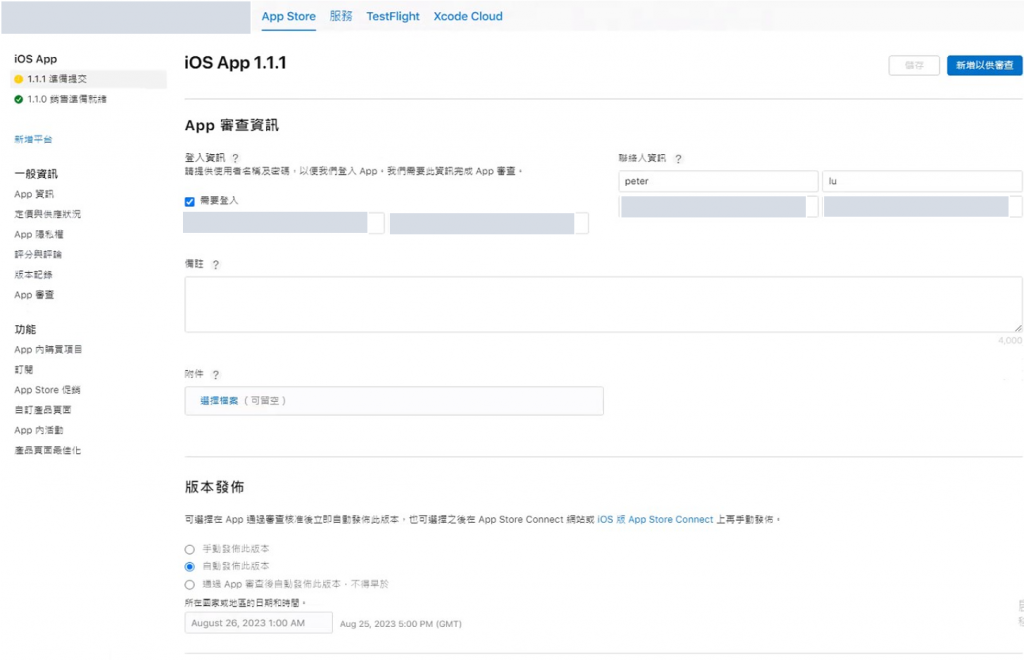 App Store 服務 TestFlight Xcode Cloud
iOS App
1.1.1 準備提交
1.1.0 銷售準備就緒
新增平台
一般資訊
App 資訊
定價與供應狀況
App 隱私權
評分與評論
版本記錄
App 審查
功能
App 內購買項目
訂閱
App Store 促銷
自訂產品頁面
App 內活動
產品頁面最佳化
iOS App 1.1.1
儲存 新增以供審查
App 審查資訊
登入資訊 ?
請提供使用者名稱及密碼，以便我們登入 App。我們需要此資訊完成 App 審查。
需要登入
聯絡人資訊 ?
peter lu
備註 ?
4,000
附件 ?
選擇檔案（可留空）
版本發佈
可選擇在 App 通過審查核准後立即自動發佈此版本，也可選擇之後在 App Store Connect 網站或 iOS 版 App Store Connect 上再手動發佈。
手動發佈此版本
自動發佈此版本
通過 App 審查後自動發佈此版本，不得早於
所在國家或地區的日期和時間。
August 26, 2023 1:00 AM Aug 25, 2023 5:00 PM (GMT)